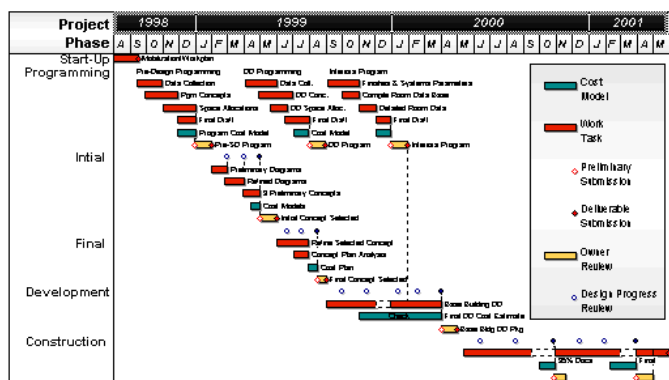 Project 1998 1999 2000 2001
Phase A S O N D J F M A M J J A S O N D J F M A M J J A S O N D J F M A M
Start-Up Mobilization/Workplan
Programming Pre-Design Programming DD Programming Interiors Program
Data Collection Data Coll. Finishes & Systems Parameters
Pgm Concepts DD Conc. Compile Room Data Base
Space Allocations DD Space Alloc. Detailed Room Data
Final Draft Final Draft Final Draft
Program Cost Model Cost Model
Pre-SD Program DD Program Interiors Program
Intial
Preliminary Diagrams
Refined Diagrams
3 Preliminary Concepts
Cost Models
Initial Concept Selected
Final
Refine Selected Concept
Concept Plan Analysis
Cost Plan
Final Concept Selected
Development
Base Building DD
Check Final DD Cost Estimate
Base Bldg DD Pkg
Construction
95% Docs Final
Cost
Model
Work
Task
Preliminary
Submission
Deliverable
Submission
Owner
Review
Design Progress
Review